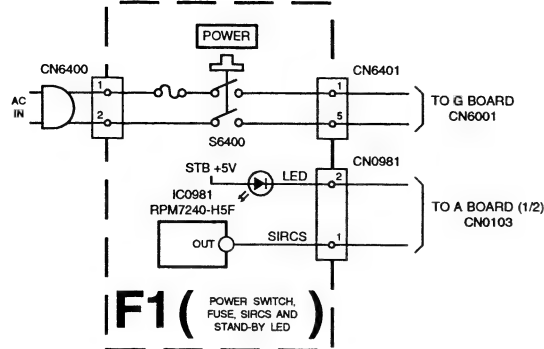 POWER
CN6400
CN6401
1
1
AC
IN
TO G BOARD
CN6001
2
5
S6400
CN0981
STB +5V
LED
2
IC0981
RPM7240-H5F
TO A BOARD (1/2)
CN0103
OUT
SIRCS
1
F1 (POWER SWITCH,
FUSE, SIRCS AND
STAND-BY LED)